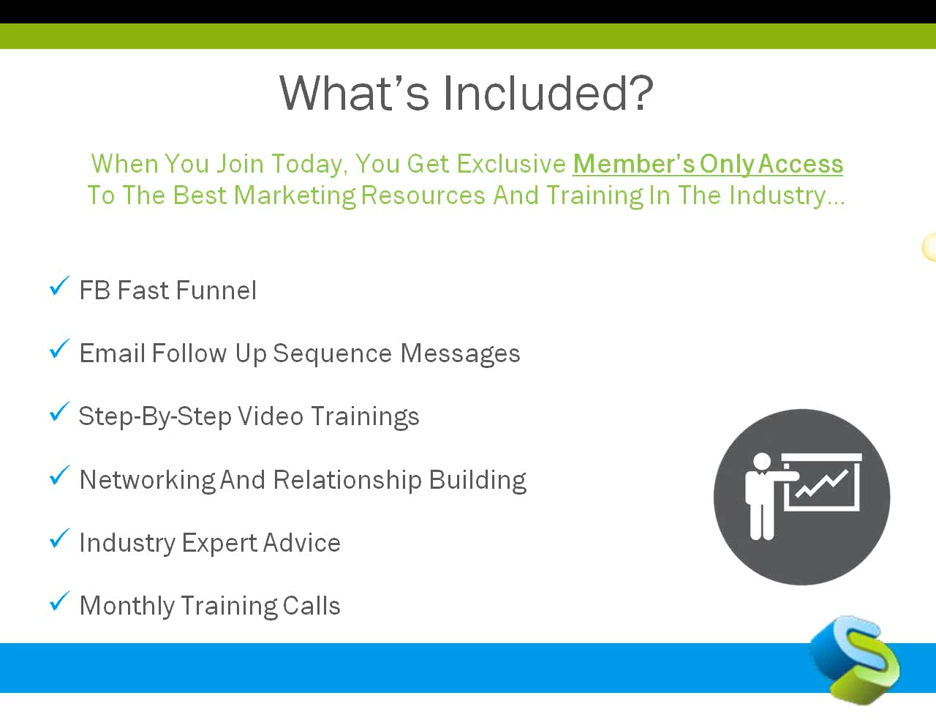 What's Included?
When You Join Today, You Get Exclusive Member's Only Access
To The Best Marketing Resources And Training In The Industry...
FB Fast Funnel
Email Follow Up Sequence Messages
Step-By-Step Video Trainings
Networking And Relationship Building
Industry Expert Advice
Monthly Training Calls